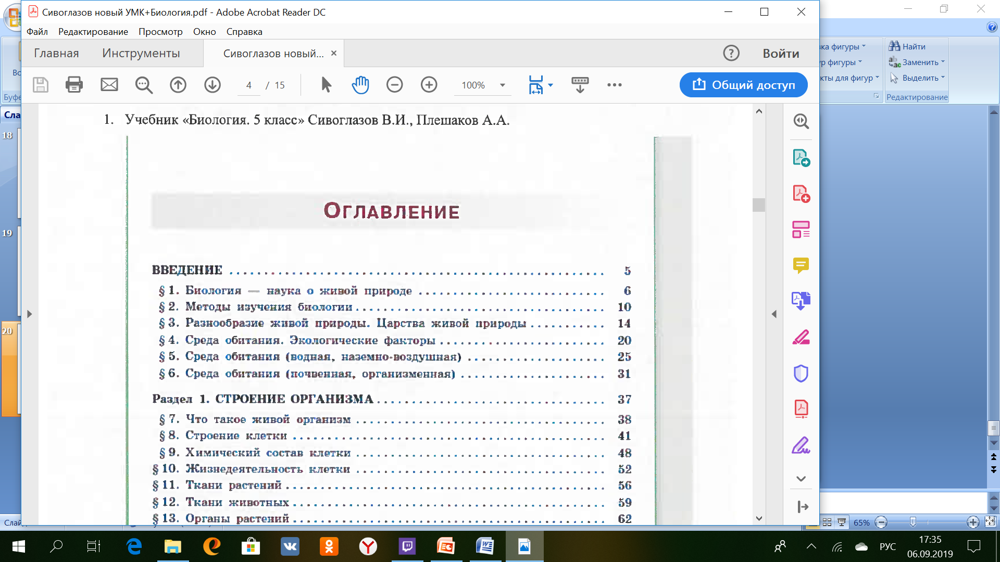 Сивоглазов новый УМК+Биология.pdf - Adobe Acrobat Reader DC
Файл Редактирование Просмотр Окно Справка
Главная Инструменты Сивоглазов новый... × Войти
4 / 15 100% Общий доступ
ка фигуры Найти
р фигуры Заменить
кты для фигур Выделить
Редактирование
Вс
Буфе
Сла
18
19
20
1. Учебник «Биология. 5 класс» Сивоглазов В.И., Плешаков А.А.
ОГЛАВЛЕНИЕ
ВВЕДЕНИЕ 5
§ 1. Биология — наука о живой природе 6
§ 2. Методы изучения биологии 10
§ 3. Разнообразие живой природы. Царства живой природы 14
§ 4. Среда обитания. Экологические факторы 20
§ 5. Среда обитания (водная, наземно-воздушная) 25
§ 6. Среда обитания (почвенная, организменная) 31
Раздел 1. СТРОЕНИЕ ОРГАНИЗМА 37
§ 7. Что такое живой организм 38
§ 8. Строение клетки 41
§ 9. Химический состав клетки 48
§ 10. Жизнедеятельность клетки 52
§ 11. Ткани растений 56
§ 12. Ткани животных 59
§ 13. Органы растений 62
Слай 65%
РУС 17:35
06.09.2019